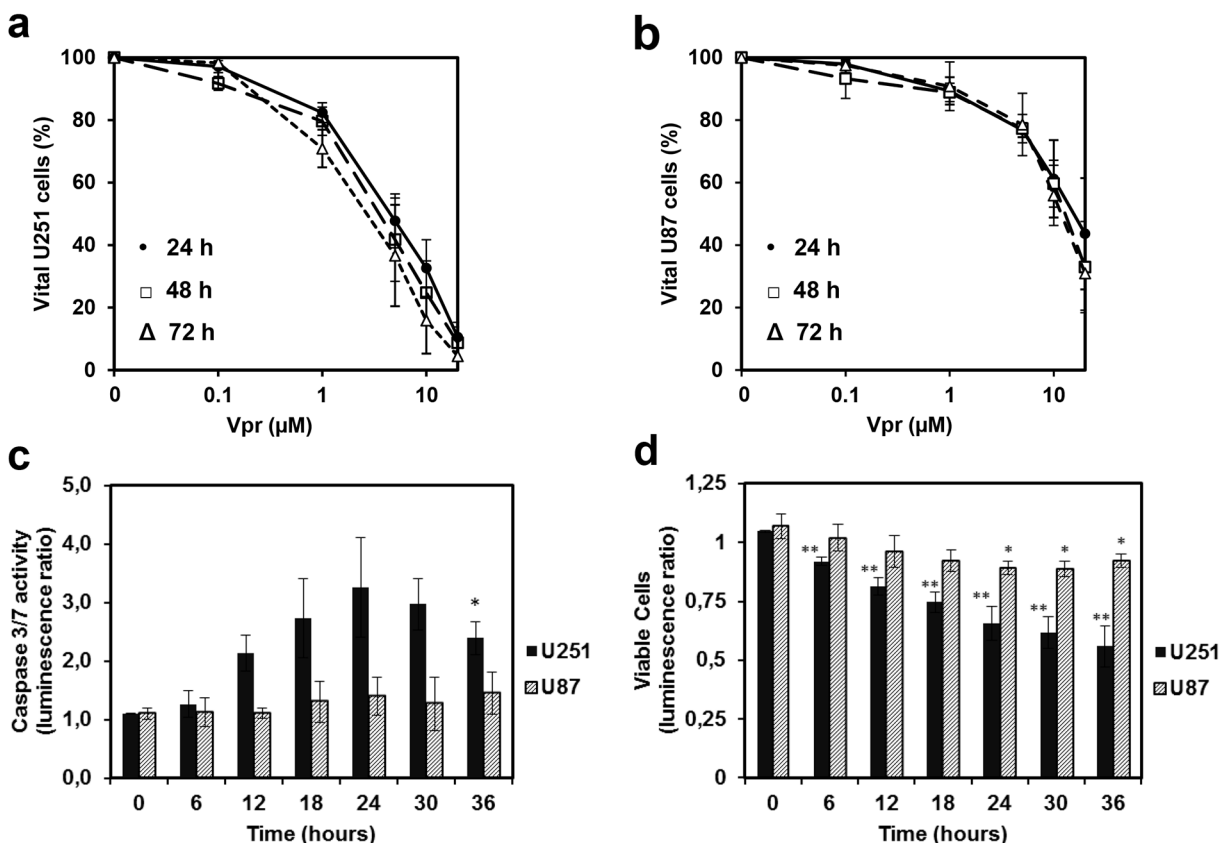 a
Vital U251 cells (%)
100
80
60
40
20
0
● 24 h
□ 48 h
Δ 72 h
0 0.1 1 10
Vpr (µM)
b
Vital U87 cells (%)
100
80
60
40
20
0
● 24 h
□ 48 h
Δ 72 h
0 0.1 1 10
Vpr (µM)
c
Caspase 3/7 activity
(luminescence ratio)
5,0
4,0
3,0
2,0
1,0
0,0
*
U251
U87
0 6 12 18 24 30 36
Time (hours)
d
Viable Cells
(luminescence ratio)
1,25
1
0,75
0,5
0,25
0
** ** ** ** * ** * ** *
U251
U87
0 6 12 18 24 30 36
Time (hours)